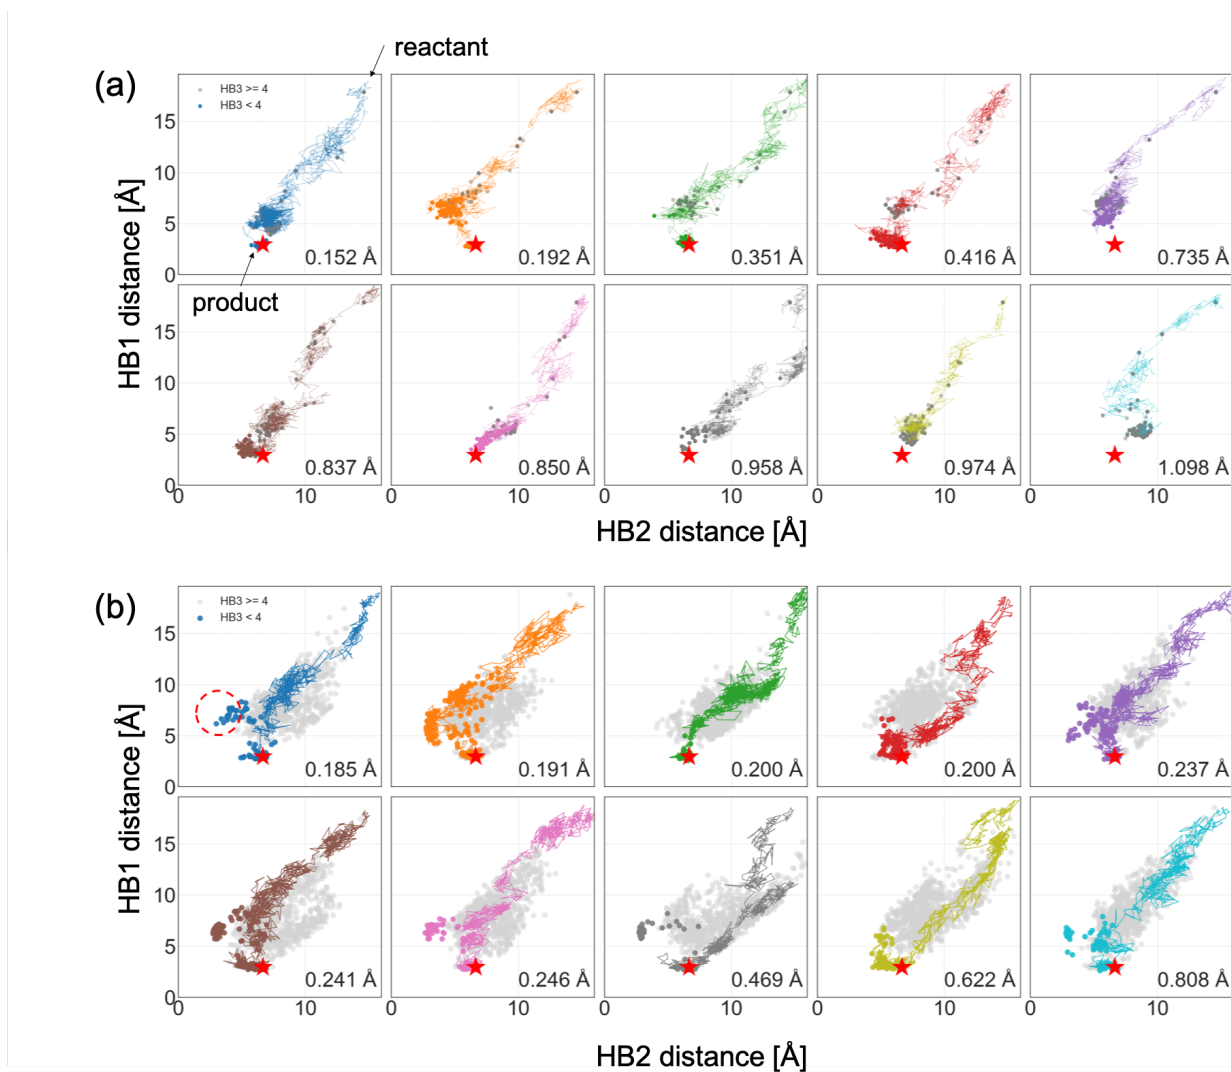 reactant
(a)
HB3 >= 4
HB3 < 4
15
10
5
0
0.152 Å
0.192 Å
0.351 Å
0.416 Å
0.735 Å
product
HB1 distance [Å]
15
10
5
0
0.837 Å
0.850 Å
0.958 Å
0.974 Å
1.098 Å
0 10 0 10 0 10 0 10 0 10
HB2 distance [Å]
(b)
HB3 >= 4
HB3 < 4
15
10
5
0
0.185 Å
0.191 Å
0.200 Å
0.200 Å
0.237 Å
HB1 distance [Å]
15
10
5
0
0.241 Å
0.246 Å
0.469 Å
0.622 Å
0.808 Å
0 10 0 10 0 10 0 10 0 10
HB2 distance [Å]